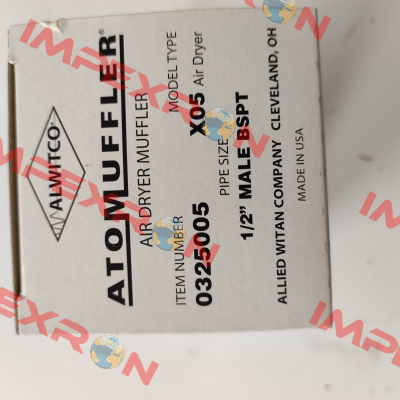 ALWITCO®
ATOMUFFLER®
AIR DRYER MUFFLER
ITEM NUMBER MODEL TYPE
0325005 X05 Air Dryer
PIPE SIZE
1/2" MALE BSPT
ALLIED WITAN COMPANY CLEVELAND, OH
MADE IN USA
IMPEXRON
IMPEXRON
IMPEXRON